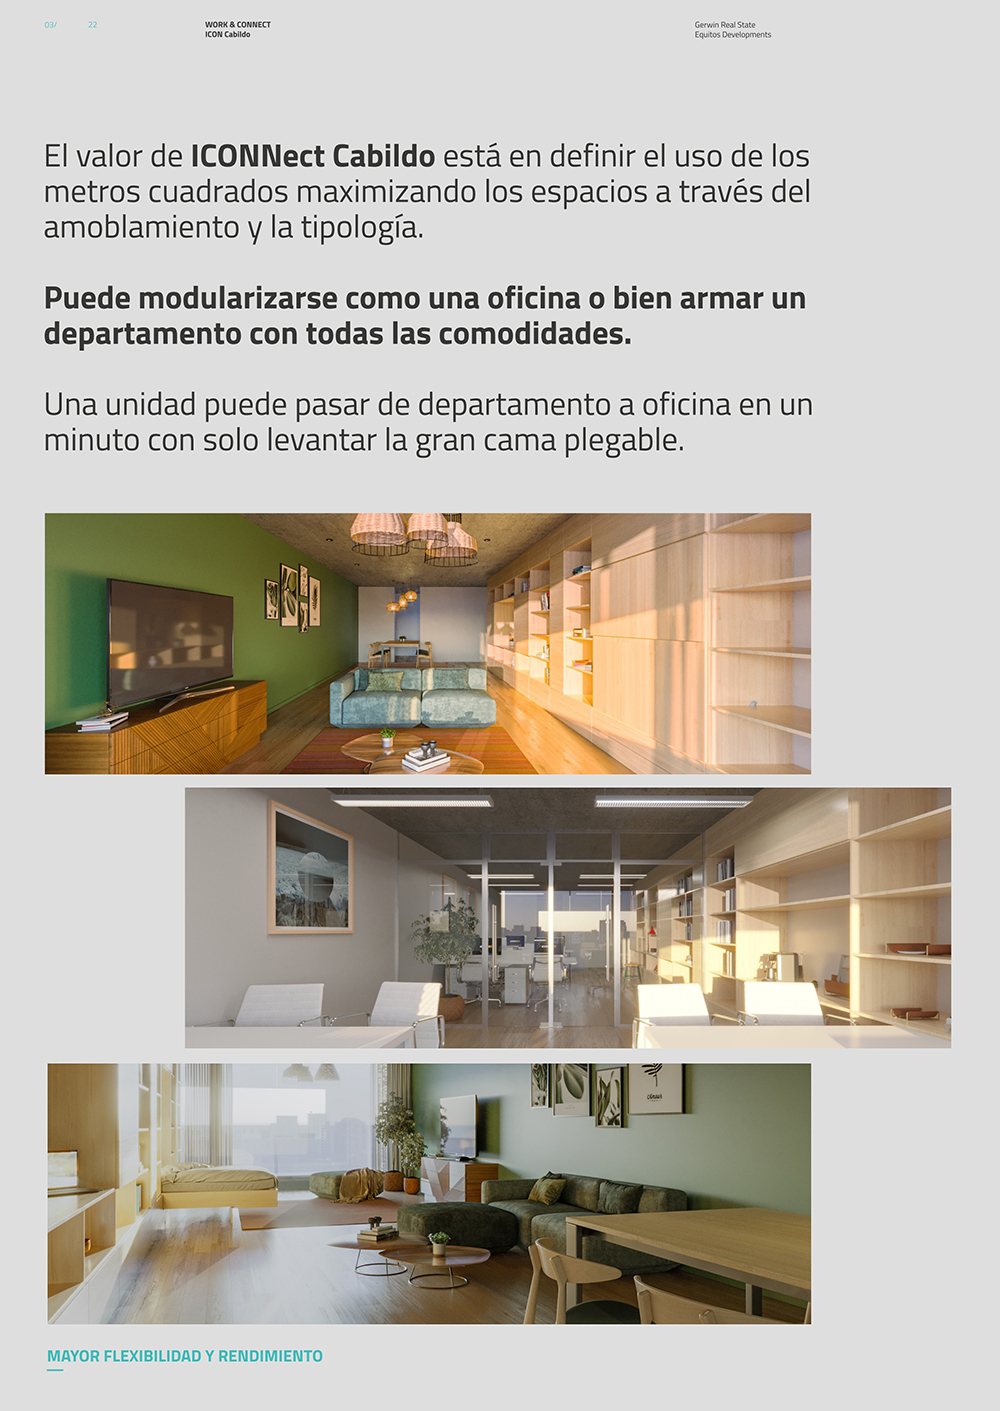 03/ 22
WORK & CONNECT
ICON Cabildo
Gerwin Real State
Equitos Developments
El valor de ICONNect Cabildo está en definir el uso de los
metros cuadrados maximizando los espacios a través del
amoblamiento y la tipología.
Puede modularizarse como una oficina o bien armar un
departamento con todas las comodidades.
Una unidad puede pasar de departamento a oficina en un
minuto con solo levantar la gran cama plegable.
MAYOR FLEXIBILIDAD Y RENDIMIENTO